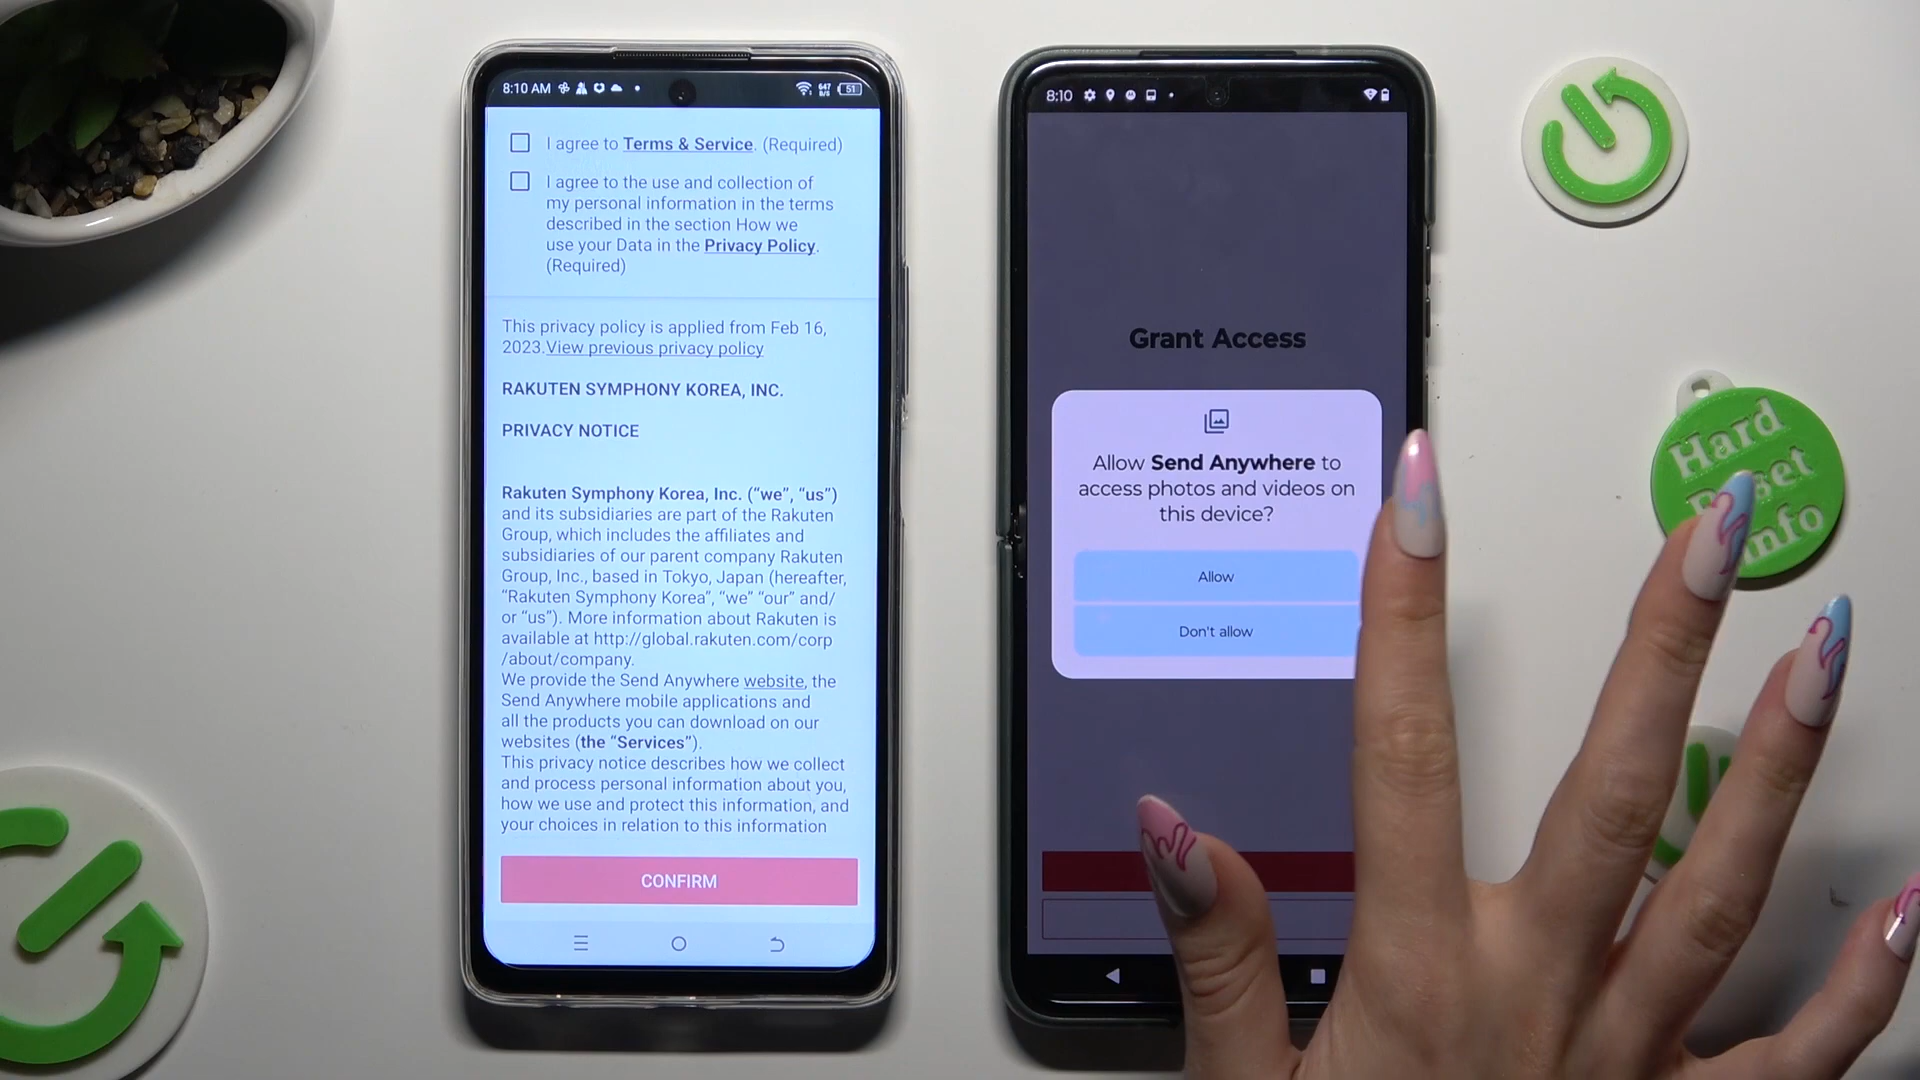 8:10 AM
51
I agree to Terms & Service. (Required)
I agree to the use and collection of
my personal information in the terms
described in the section How we
use your Data in the Privacy Policy.
(Required)
This privacy policy is applied from Feb 16,
2023.View previous privacy policy
RAKUTEN SYMPHONY KOREA, INC.
PRIVACY NOTICE
Rakuten Symphony Korea, Inc. (“we”, “us”)
and its subsidiaries are part of the Rakuten
Group, which includes the affiliates and
subsidiaries of our parent company Rakuten
Group, Inc., based in Tokyo, Japan (hereafter,
“Rakuten Symphony Korea”, “we” “our” and/
or “us”). More information about Rakuten is
available at http://global.rakuten.com/corp
/about/company.
We provide the Send Anywhere website, the
Send Anywhere mobile applications and
all the products you can download on our
websites (the “Services”).
This privacy notice describes how we collect
and process personal information about you,
how we use and protect this information, and
your choices in relation to this information
CONFIRM
8:10
Grant Access
Allow Send Anywhere to
access photos and videos on
this device?
Allow
Don't allow
Hard
info